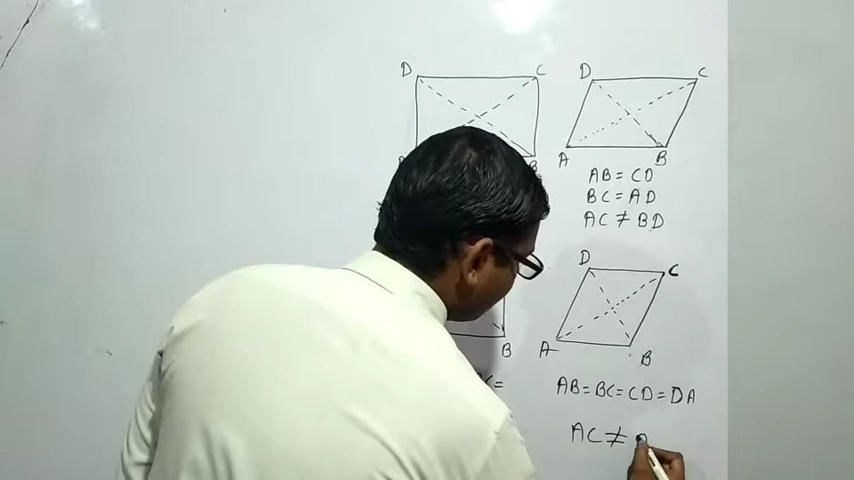 D C D C
B A B
AB = CD
BC = AD
AC ≠ BD
D C
B A B
C=
AB = BC = CD = DA
AC ≠